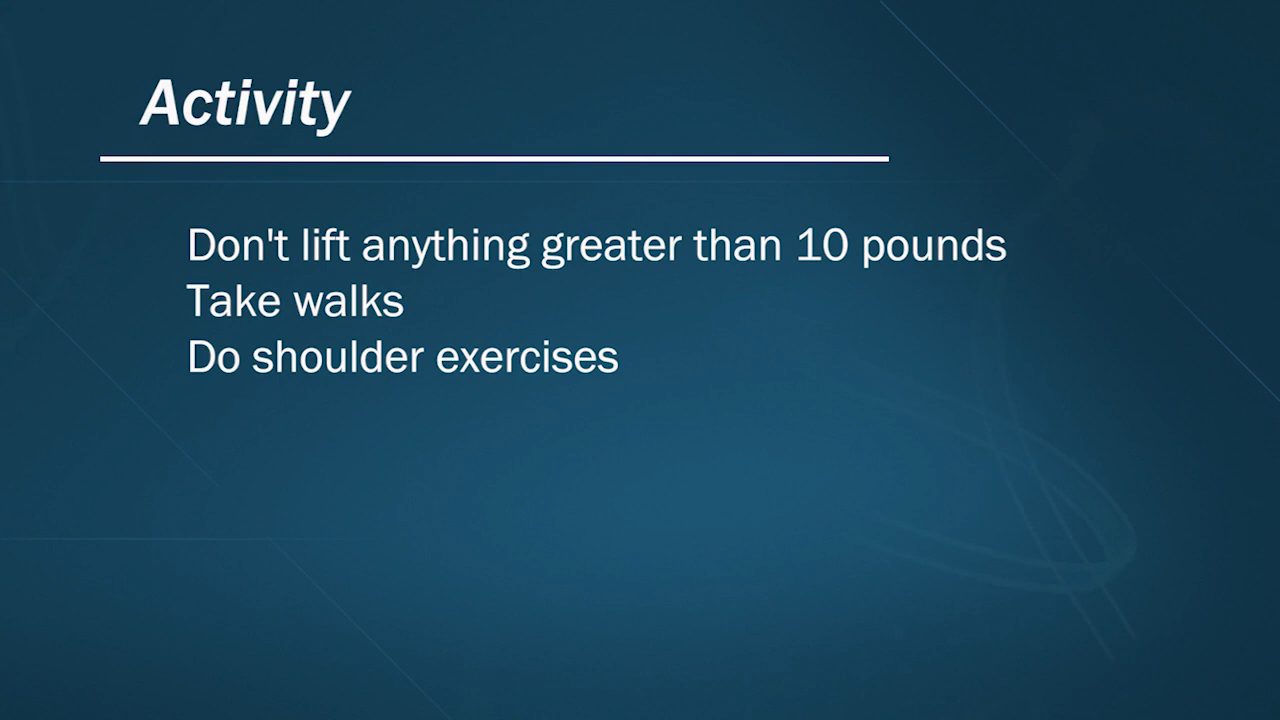 Activity
Don't lift anything greater than 10 pounds
Take walks
Do shoulder exercises